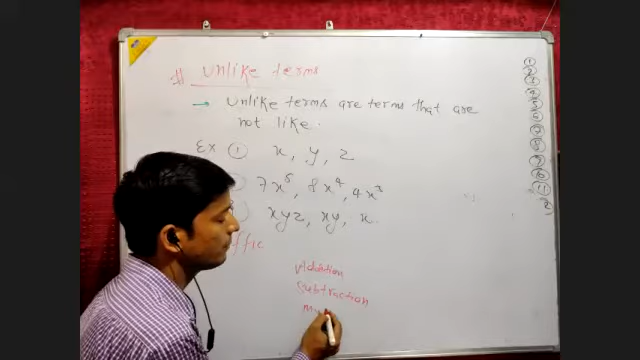 # Unlike terms
→ Unlike terms are terms that are
not like.
Ex ① x, y, z
7x⁵, 8x⁴, 4x²
xyz, xy, x.
Addition
Subtraction